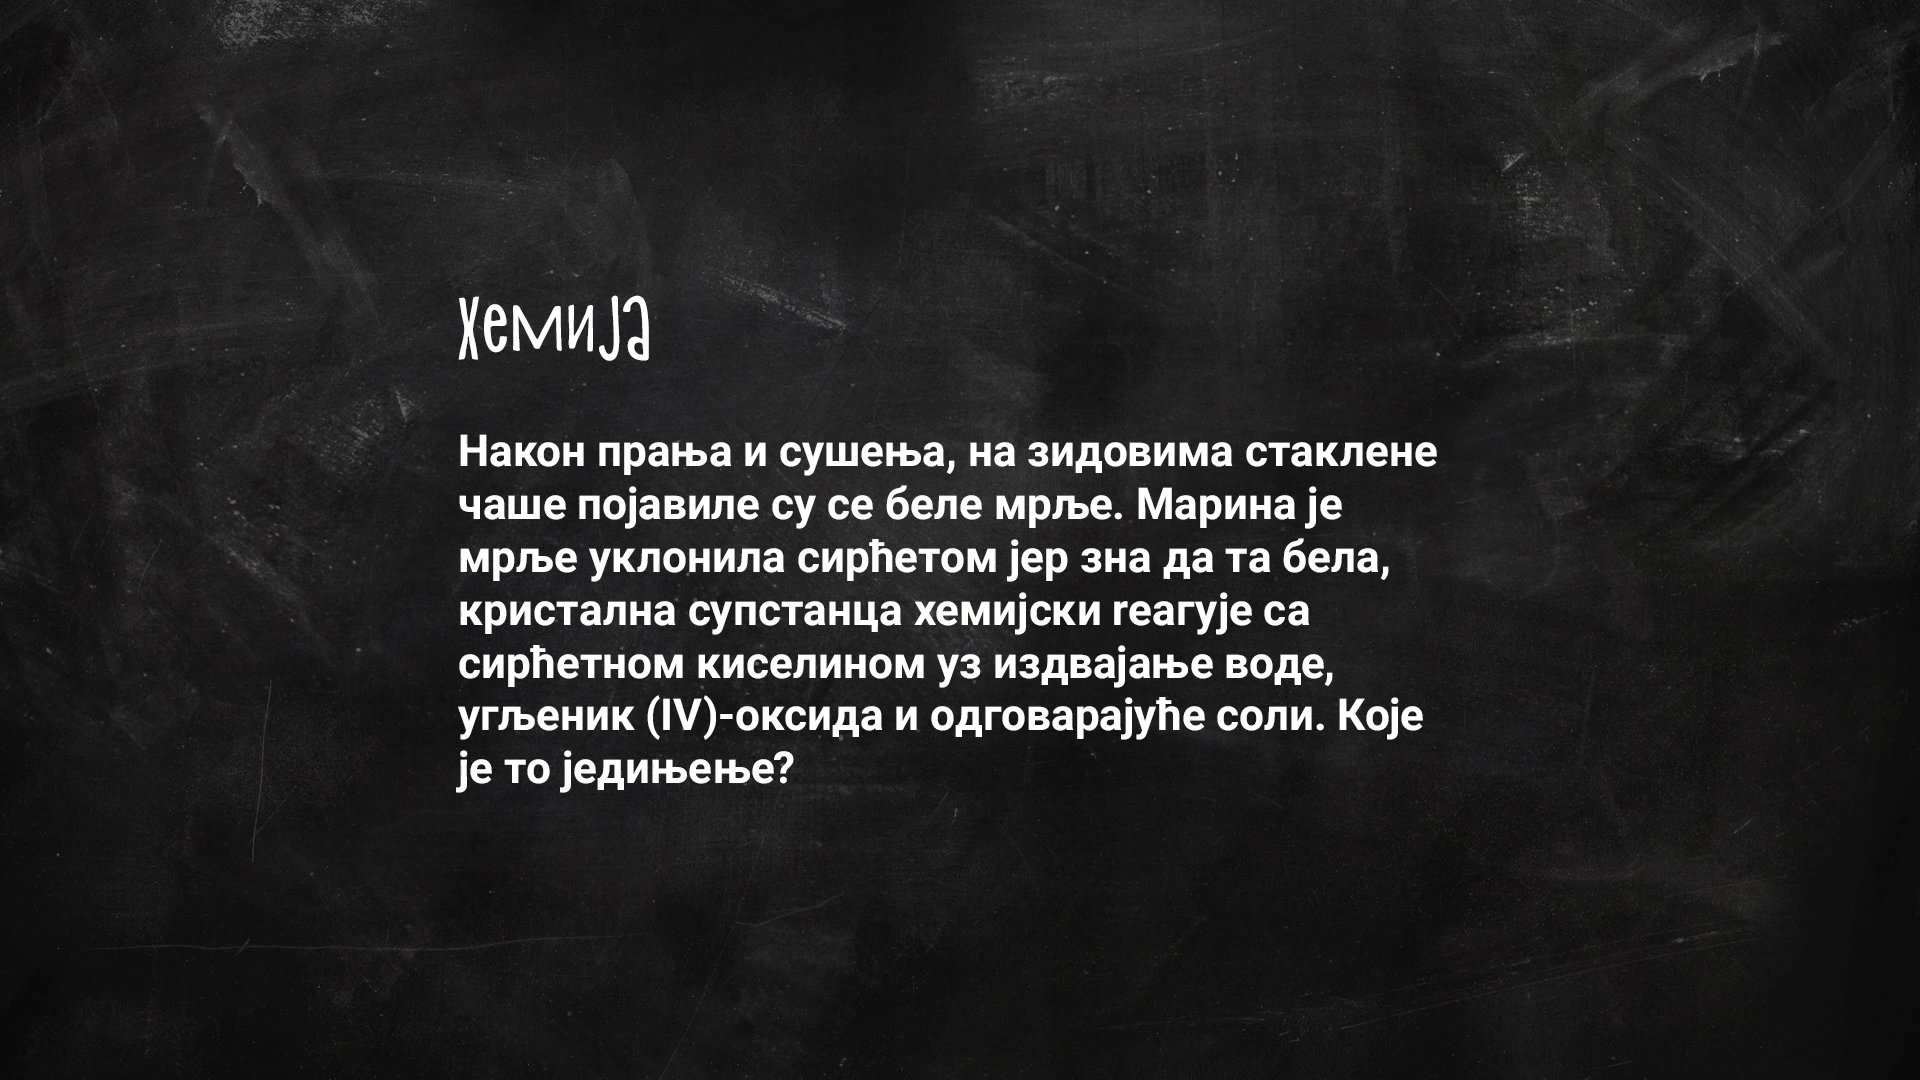 Хемија
Након прања и сушења, на зидовима стаклене
чаше појавиле су се беле мрље. Марина је
мрље уклонила сирћетом јер зна да та бела,
кристална супстанца хемијски rеагује са
сирћетном киселином уз издвајање воде,
угљеник (IV)-оксида и одговарајуће соли. Које
је то једињење?